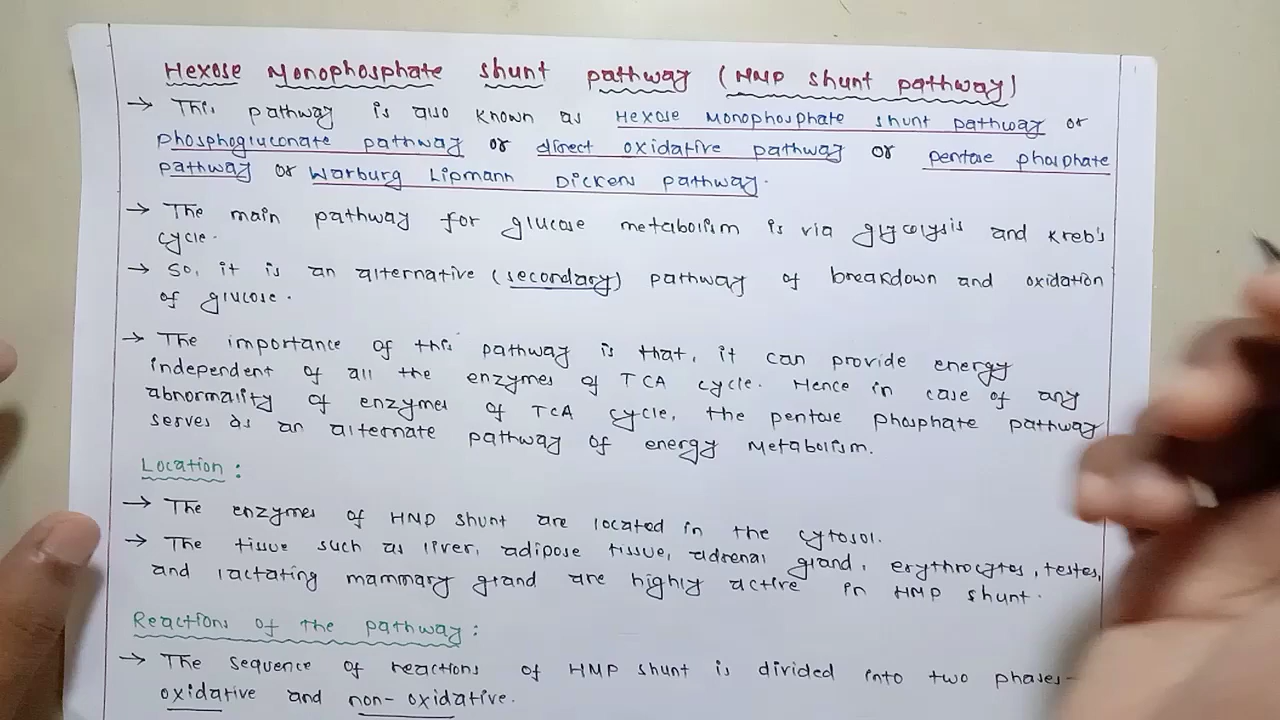 Hexose Monophosphate shunt pathway (HMP shunt pathway)
→ This pathway is also known as Hexose Monophosphate shunt pathway or
phosphogluconate pathway or direct oxidative pathway or pentose phosphate
pathway or Warburg Lipmann Dickens pathway.
→ The main pathway for glucose metabolism is via glycolysis and Kreb's
cycle.
→ So, it is an alternative (secondary) pathway of breakdown and oxidation
of glucose.
→ The importance of this pathway is that, it can provide energy
independent of all the enzymes of TCA cycle. Hence in case of any
abnormality of enzymes of TCA cycle, the pentose phosphate pathway
serves as an alternate pathway of energy metabolism.
Location:
→ The enzymes of HMP shunt are located in the cytosol.
→ The tissue such as liver, adipose tissue, adrenal gland, erythrocytes, testes,
and lactating mammary gland are highly active in HMP shunt.
Reactions of the pathway:
→ The sequence of reactions of HMP shunt is divided into two phases-
oxidative and non-oxidative.